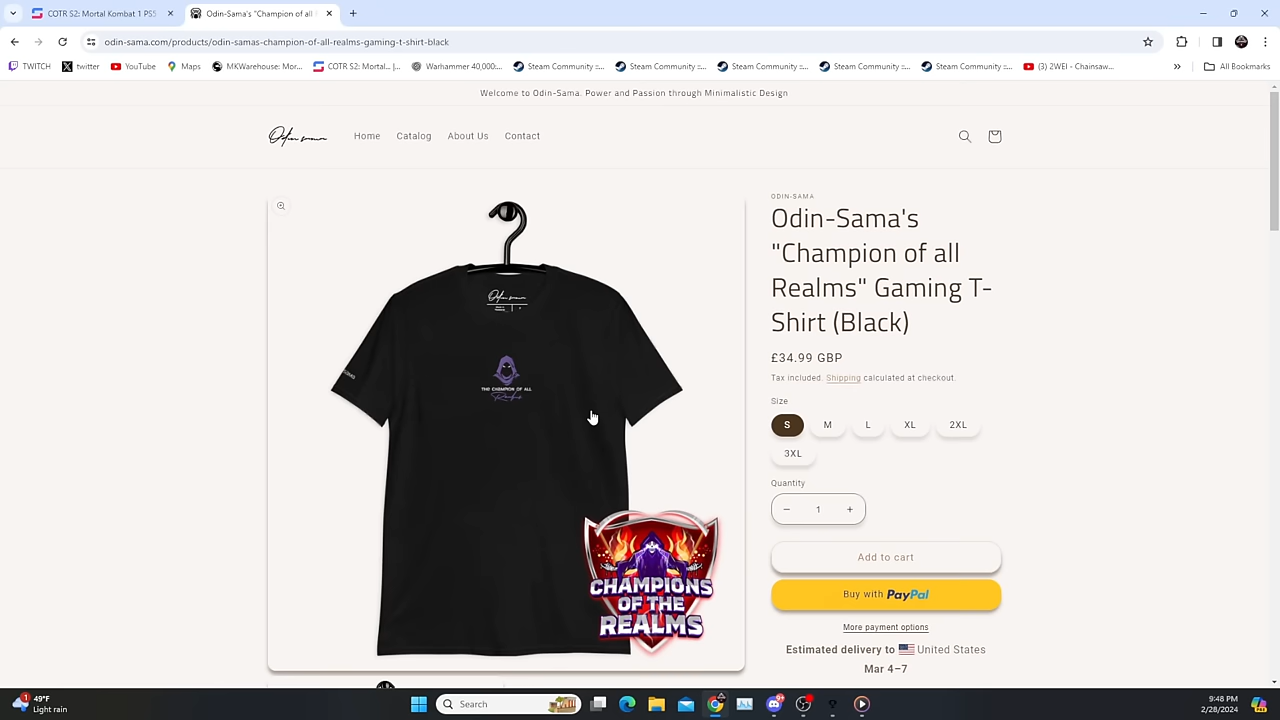 COTR S2: Mortal Kombat 1 PS5
Odin-Sama's "Champion of all
odin-sama.com/products/odin-samas-champion-of-all-realms-gaming-t-shirt-black
TWITCH twitter YouTube Maps MKWarehouse: Mor... COTR S2: Mortal... |... Warhammer 40,000:... Steam Community ::... Steam Community ::... Steam Community ::... Steam Community ::... Steam Community ::... (3) 2WEI - Chainsaw... » All Bookmarks
Welcome to Odin-Sama. Power and Passion through Minimalistic Design
Odin-sama Home Catalog About Us Contact
ODIN-SAMA
Odin-Sama's
"Champion of all
Realms" Gaming T-
Shirt (Black)
£34.99 GBP
Tax included. Shipping calculated at checkout.
Size
S M L XL 2XL
3XL
Quantity
− 1 +
Add to cart
Buy with PayPal
More payment options
Estimated delivery to United States
Mar 4–7
THE CHAMPION OF ALL
Realms
CHAMPIONS
OF THE
REALMS
1
49°F
Light rain
Search
9:48 PM
2/28/2024